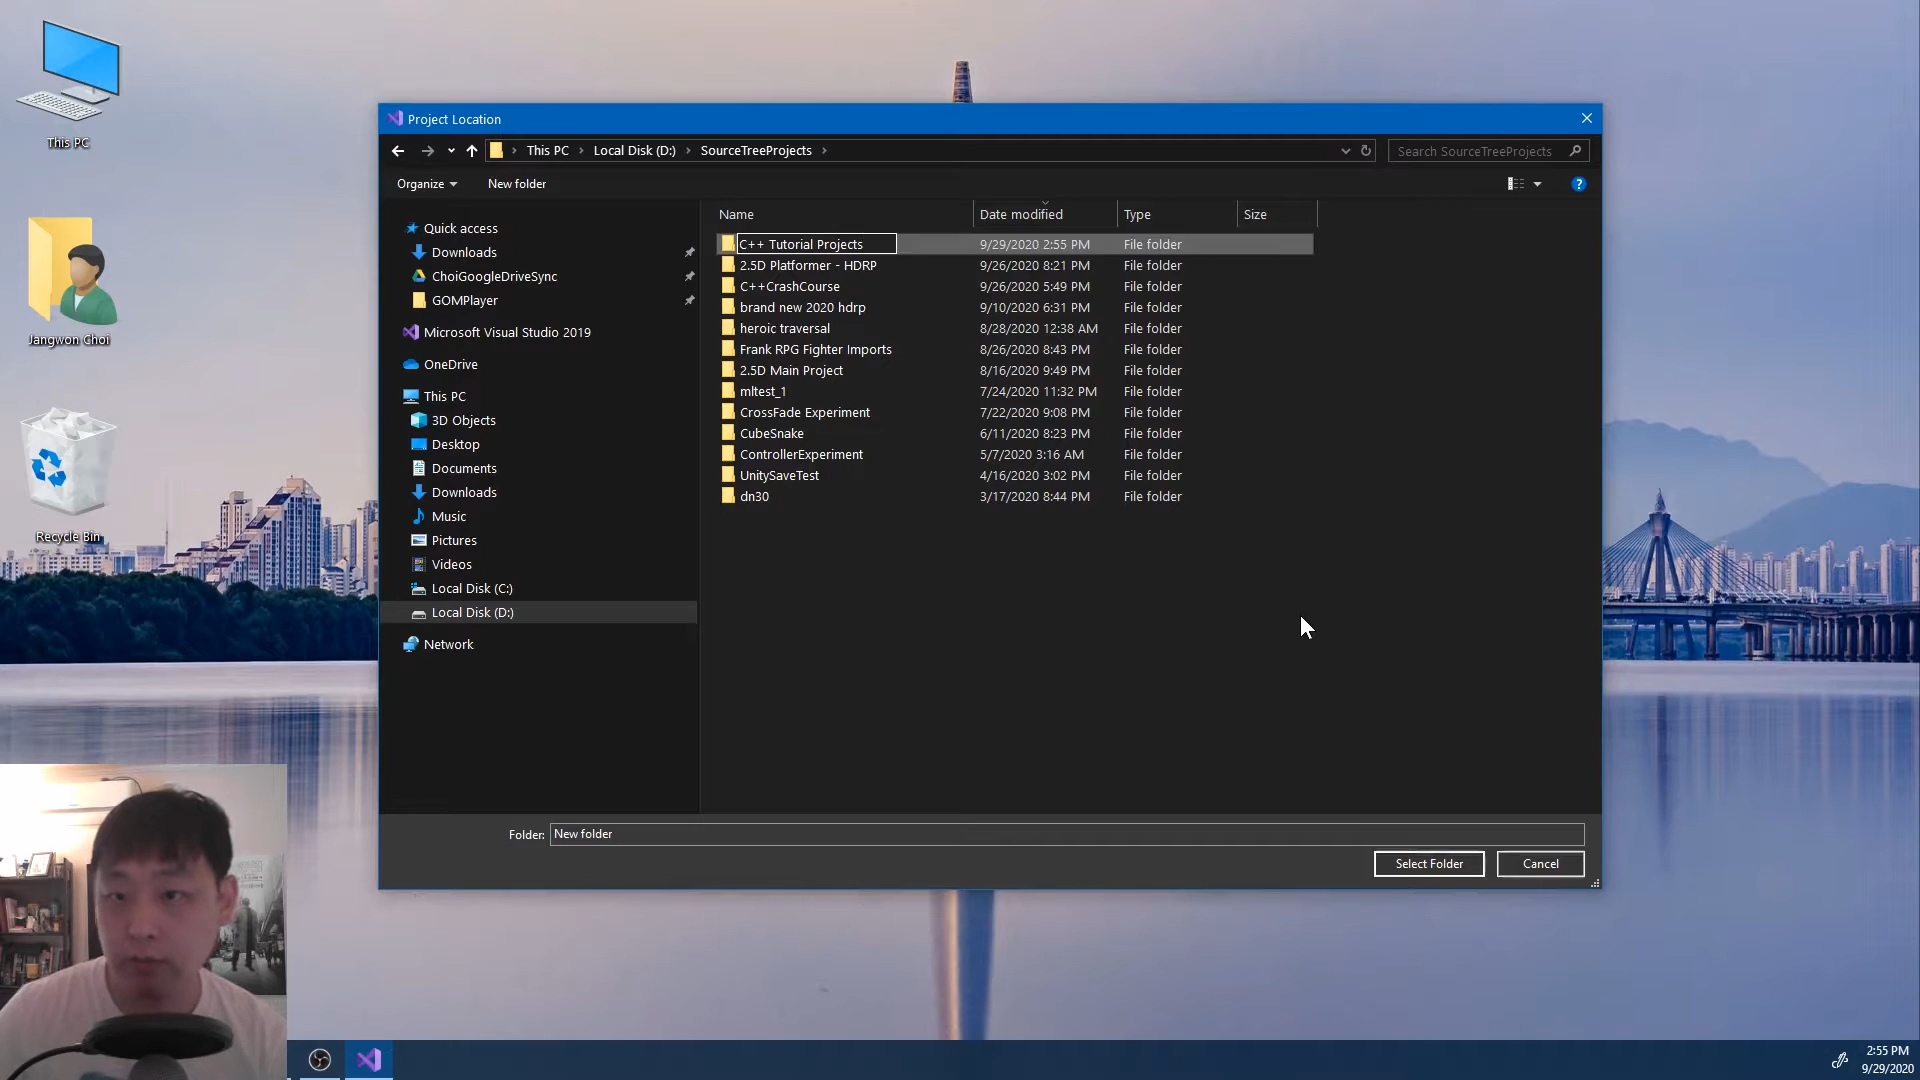 This PC
Jangwon Choi
Recycle Bin
Project Location
This PC
Local Disk (D:)
SourceTreeProjects
Search SourceTreeProjects
Organize
New folder
Quick access
Downloads
ChoiGoogleDriveSync
GOMPlayer
Microsoft Visual Studio 2019
OneDrive
This PC
3D Objects
Desktop
Documents
Downloads
Music
Pictures
Videos
Local Disk (C:)
Local Disk (D:)
Network
Name Date modified Type Size
C++ Tutorial Projects 9/29/2020 2:55 PM File folder
2.5D Platformer - HDRP 9/26/2020 8:21 PM File folder
C++CrashCourse 9/26/2020 5:49 PM File folder
brand new 2020 hdrp 9/10/2020 6:31 PM File folder
heroic traversal 8/28/2020 12:38 AM File folder
Frank RPG Fighter Imports 8/26/2020 8:43 PM File folder
2.5D Main Project 8/16/2020 9:49 PM File folder
mltest_1 7/24/2020 11:32 PM File folder
CrossFade Experiment 7/22/2020 9:08 PM File folder
CubeSnake 6/11/2020 8:23 PM File folder
ControllerExperiment 5/7/2020 3:16 AM File folder
UnitySaveTest 4/16/2020 3:02 PM File folder
dn30 3/17/2020 8:44 PM File folder
Folder: New folder
Select Folder
Cancel
2:55 PM
9/29/2020